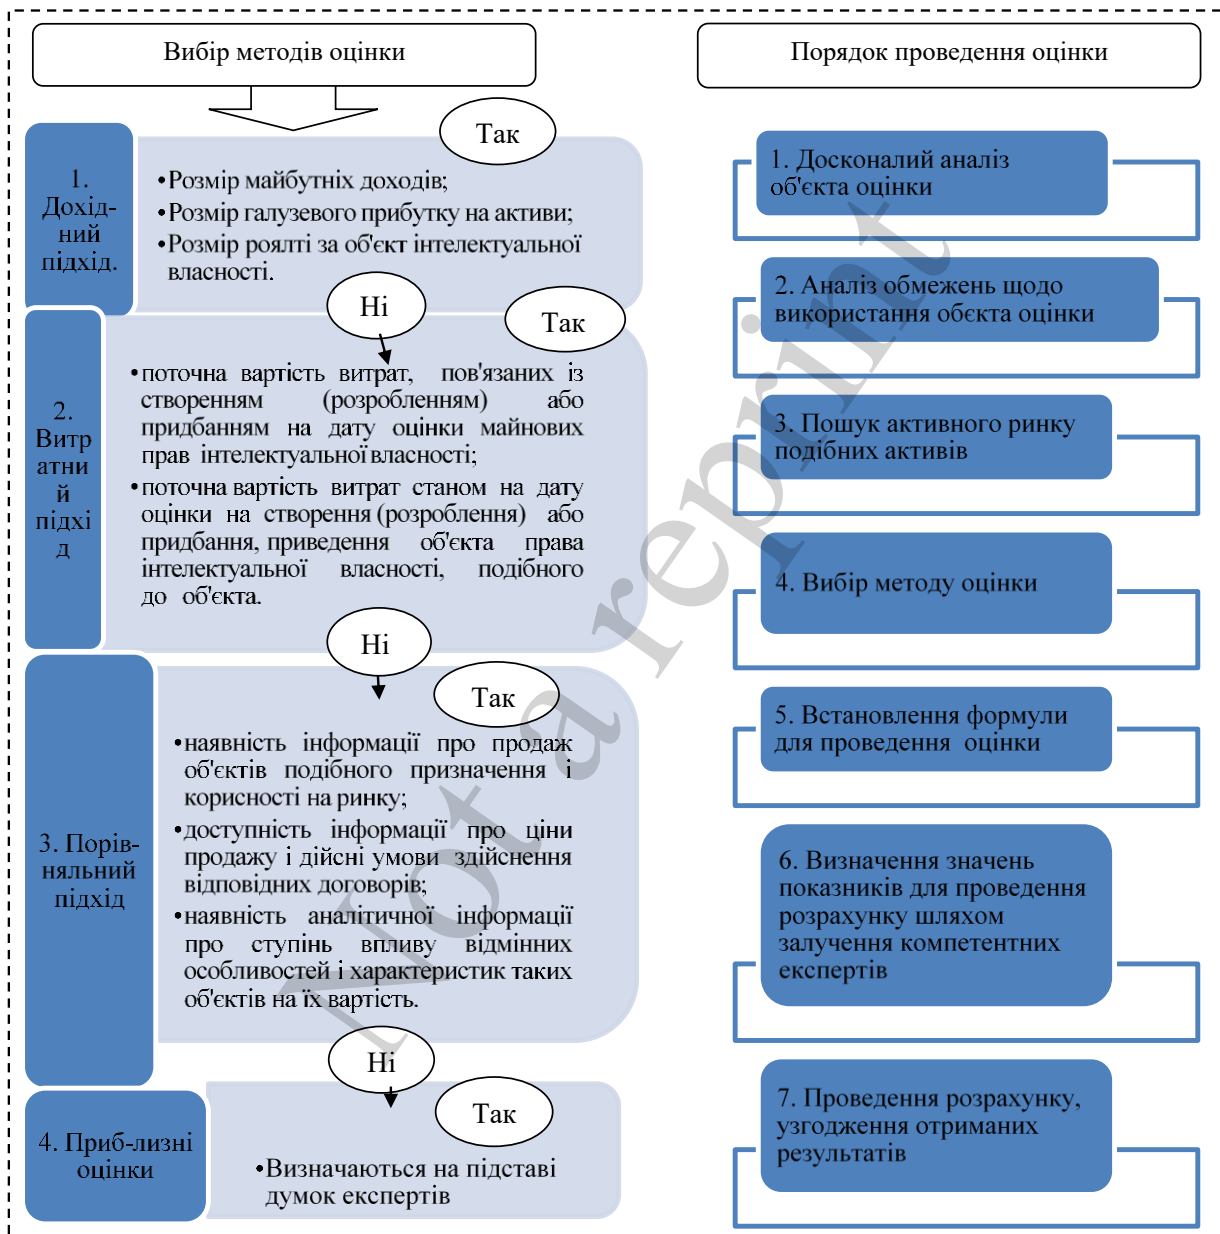 Вибір методів оцінки
Так
1.
Дохід-
ний
підхід.
•Розмір майбутніх доходів;
•Розмір галузевого прибутку на активи;
•Розмір роялті за об'єкт інтелектуальної
власності.
Ні
Так
2.
Витр
атни
й
підхі
д
•поточна вартість витрат, пов'язаних із
створенням (розробленням) або
придбанням на дату оцінки майнових
прав інтелектуальної власності;
•поточна вартість витрат станом на дату
оцінки на створення (розроблення) або
придбання, приведення об'єкта права
інтелектуальної власності, подібного
до об'єкта.
Ні
Так
3. Порів-
няльний
підхід
•наявність інформації про продаж
об'єктів подібного призначення і
корисності на ринку;
•доступність інформації про ціни
продажу і дійсні умови здійснення
відповідних договорів;
•наявність аналітичної інформації
про ступінь впливу відмінних
особливостей і характеристик таких
об'єктів на їх вартість.
Ні
Так
4. Приб-лизні
оцінки
•Визначаються на підставі
думок експертів
Порядок проведення оцінки
1. Досконалий аналіз
об'єкта оцінки
2. Аналіз обмежень щодо
використання обєкта оцінки
3. Пошук активного ринку
подібних активів
4. Вибір методу оцінки
5. Встановлення формули
для проведення оцінки
6. Визначення значень
показників для проведення
розрахунку шляхом
залучення компетентних
експертів
7. Проведення розрахунку,
узгодження отриманих
результатів
Not a reprint